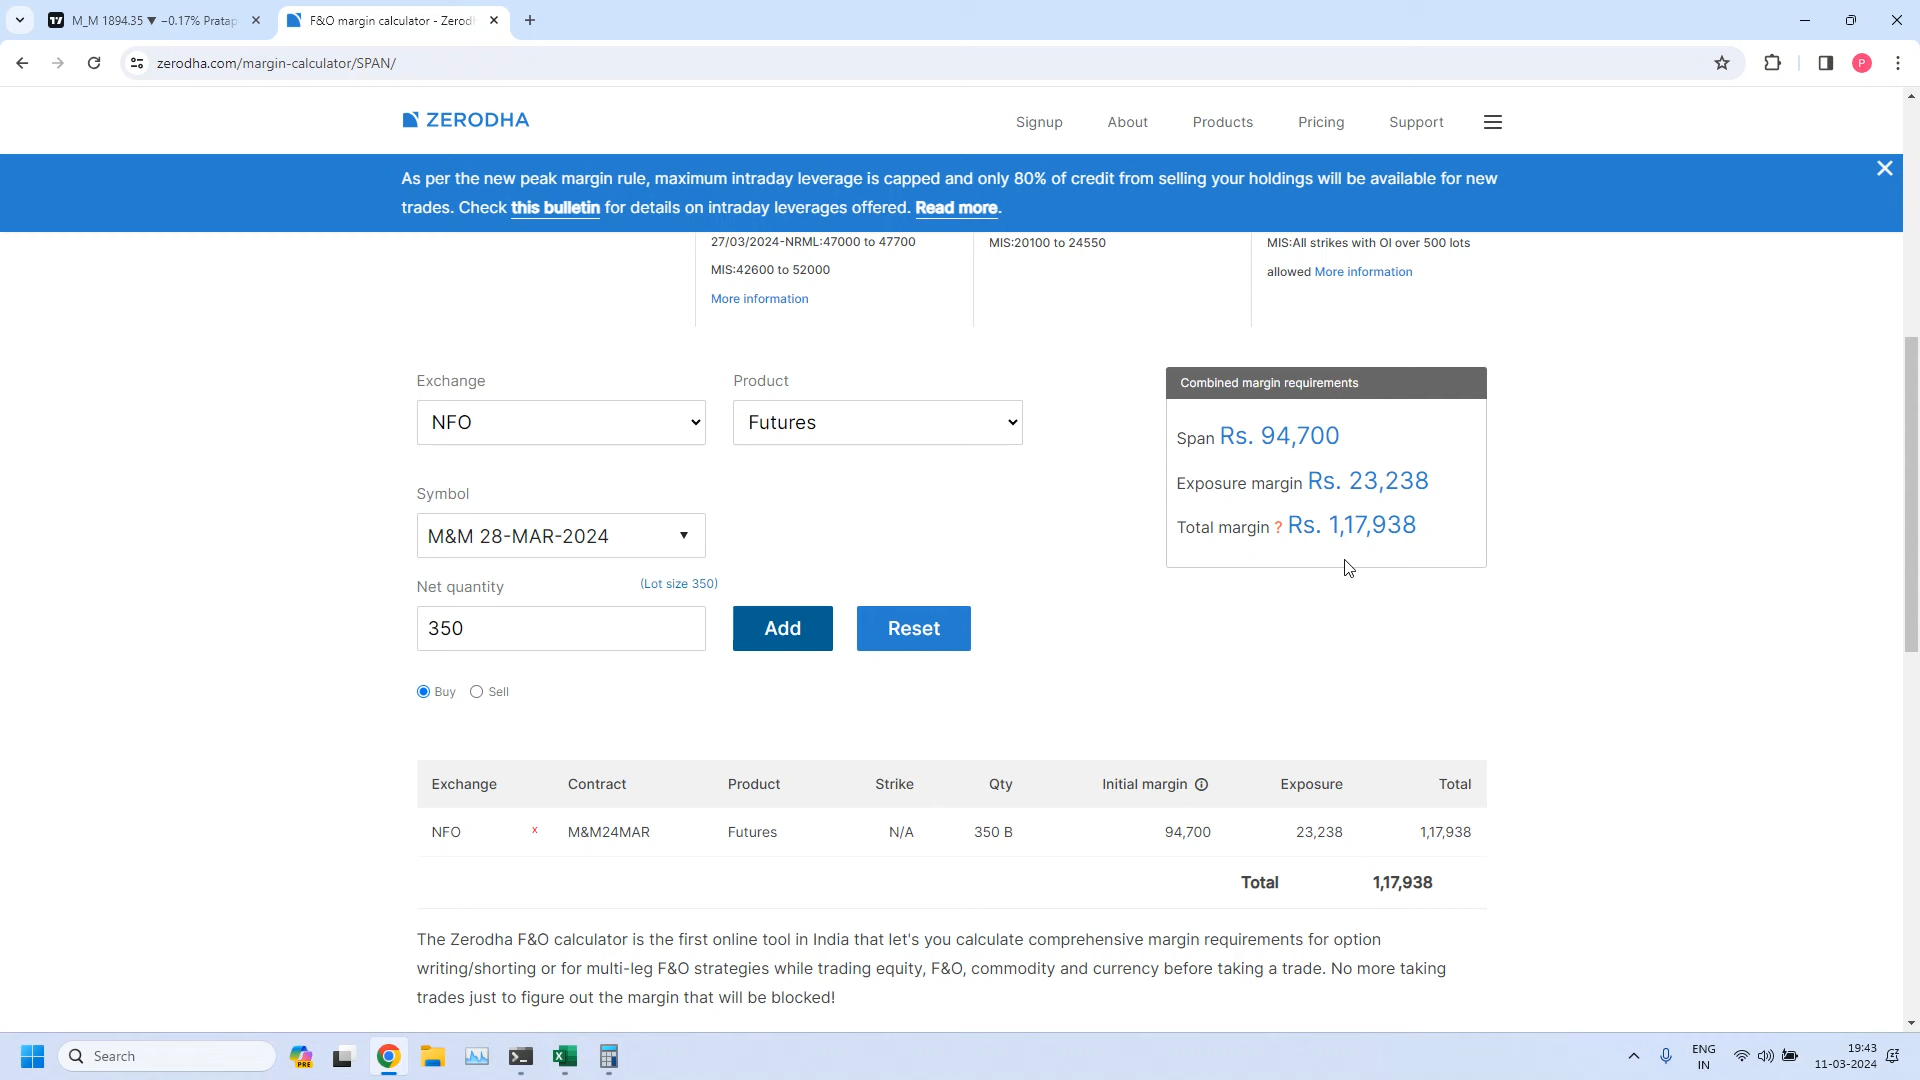 M_M 1894.35 ▼ −0.17% Pratap
F&O margin calculator - Zerod
zerodha.com/margin-calculator/SPAN/
P
ZERODHA
Signup About Products Pricing Support
As per the new peak margin rule, maximum intraday leverage is capped and only 80% of credit from selling your holdings will be available for new
trades. Check this bulletin for details on intraday leverages offered. Read more.
27/03/2024-NRML:47000 to 47700
MIS:42600 to 52000
More information
MIS:20100 to 24550
MIS:All strikes with OI over 500 lots
allowed More information
Exchange
NFO
Product
Futures
Symbol
M&M 28-MAR-2024
Net quantity (Lot size 350)
350
Add
Reset
Buy Sell
Combined margin requirements
Span Rs. 94,700
Exposure margin Rs. 23,238
Total margin ? Rs. 1,17,938
Exchange Contract Product Strike Qty Initial margin Exposure Total
NFO x M&M24MAR Futures N/A 350 B 94,700 23,238 1,17,938
Total 1,17,938
The Zerodha F&O calculator is the first online tool in India that let's you calculate comprehensive margin requirements for option
writing/shorting or for multi-leg F&O strategies while trading equity, F&O, commodity and currency before taking a trade. No more taking
trades just to figure out the margin that will be blocked!
Search
PRE
ENG
IN
19:43
11-03-2024